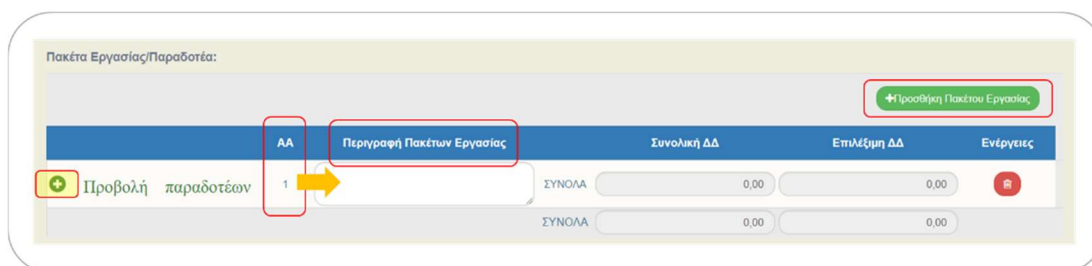 Πακέτα Εργασίας/Παραδοτέα:
+Προσθήκη Πακέτου Εργασίας
ΑΑ Περιγραφή Πακέτων Εργασίας Συνολική ΔΔ Επιλέξιμη ΔΔ Ενέργειες
Προβολή παραδοτέων 1 ΣΥΝΟΛΑ 0,00 0,00
ΣΥΝΟΛΑ 0,00 0,00